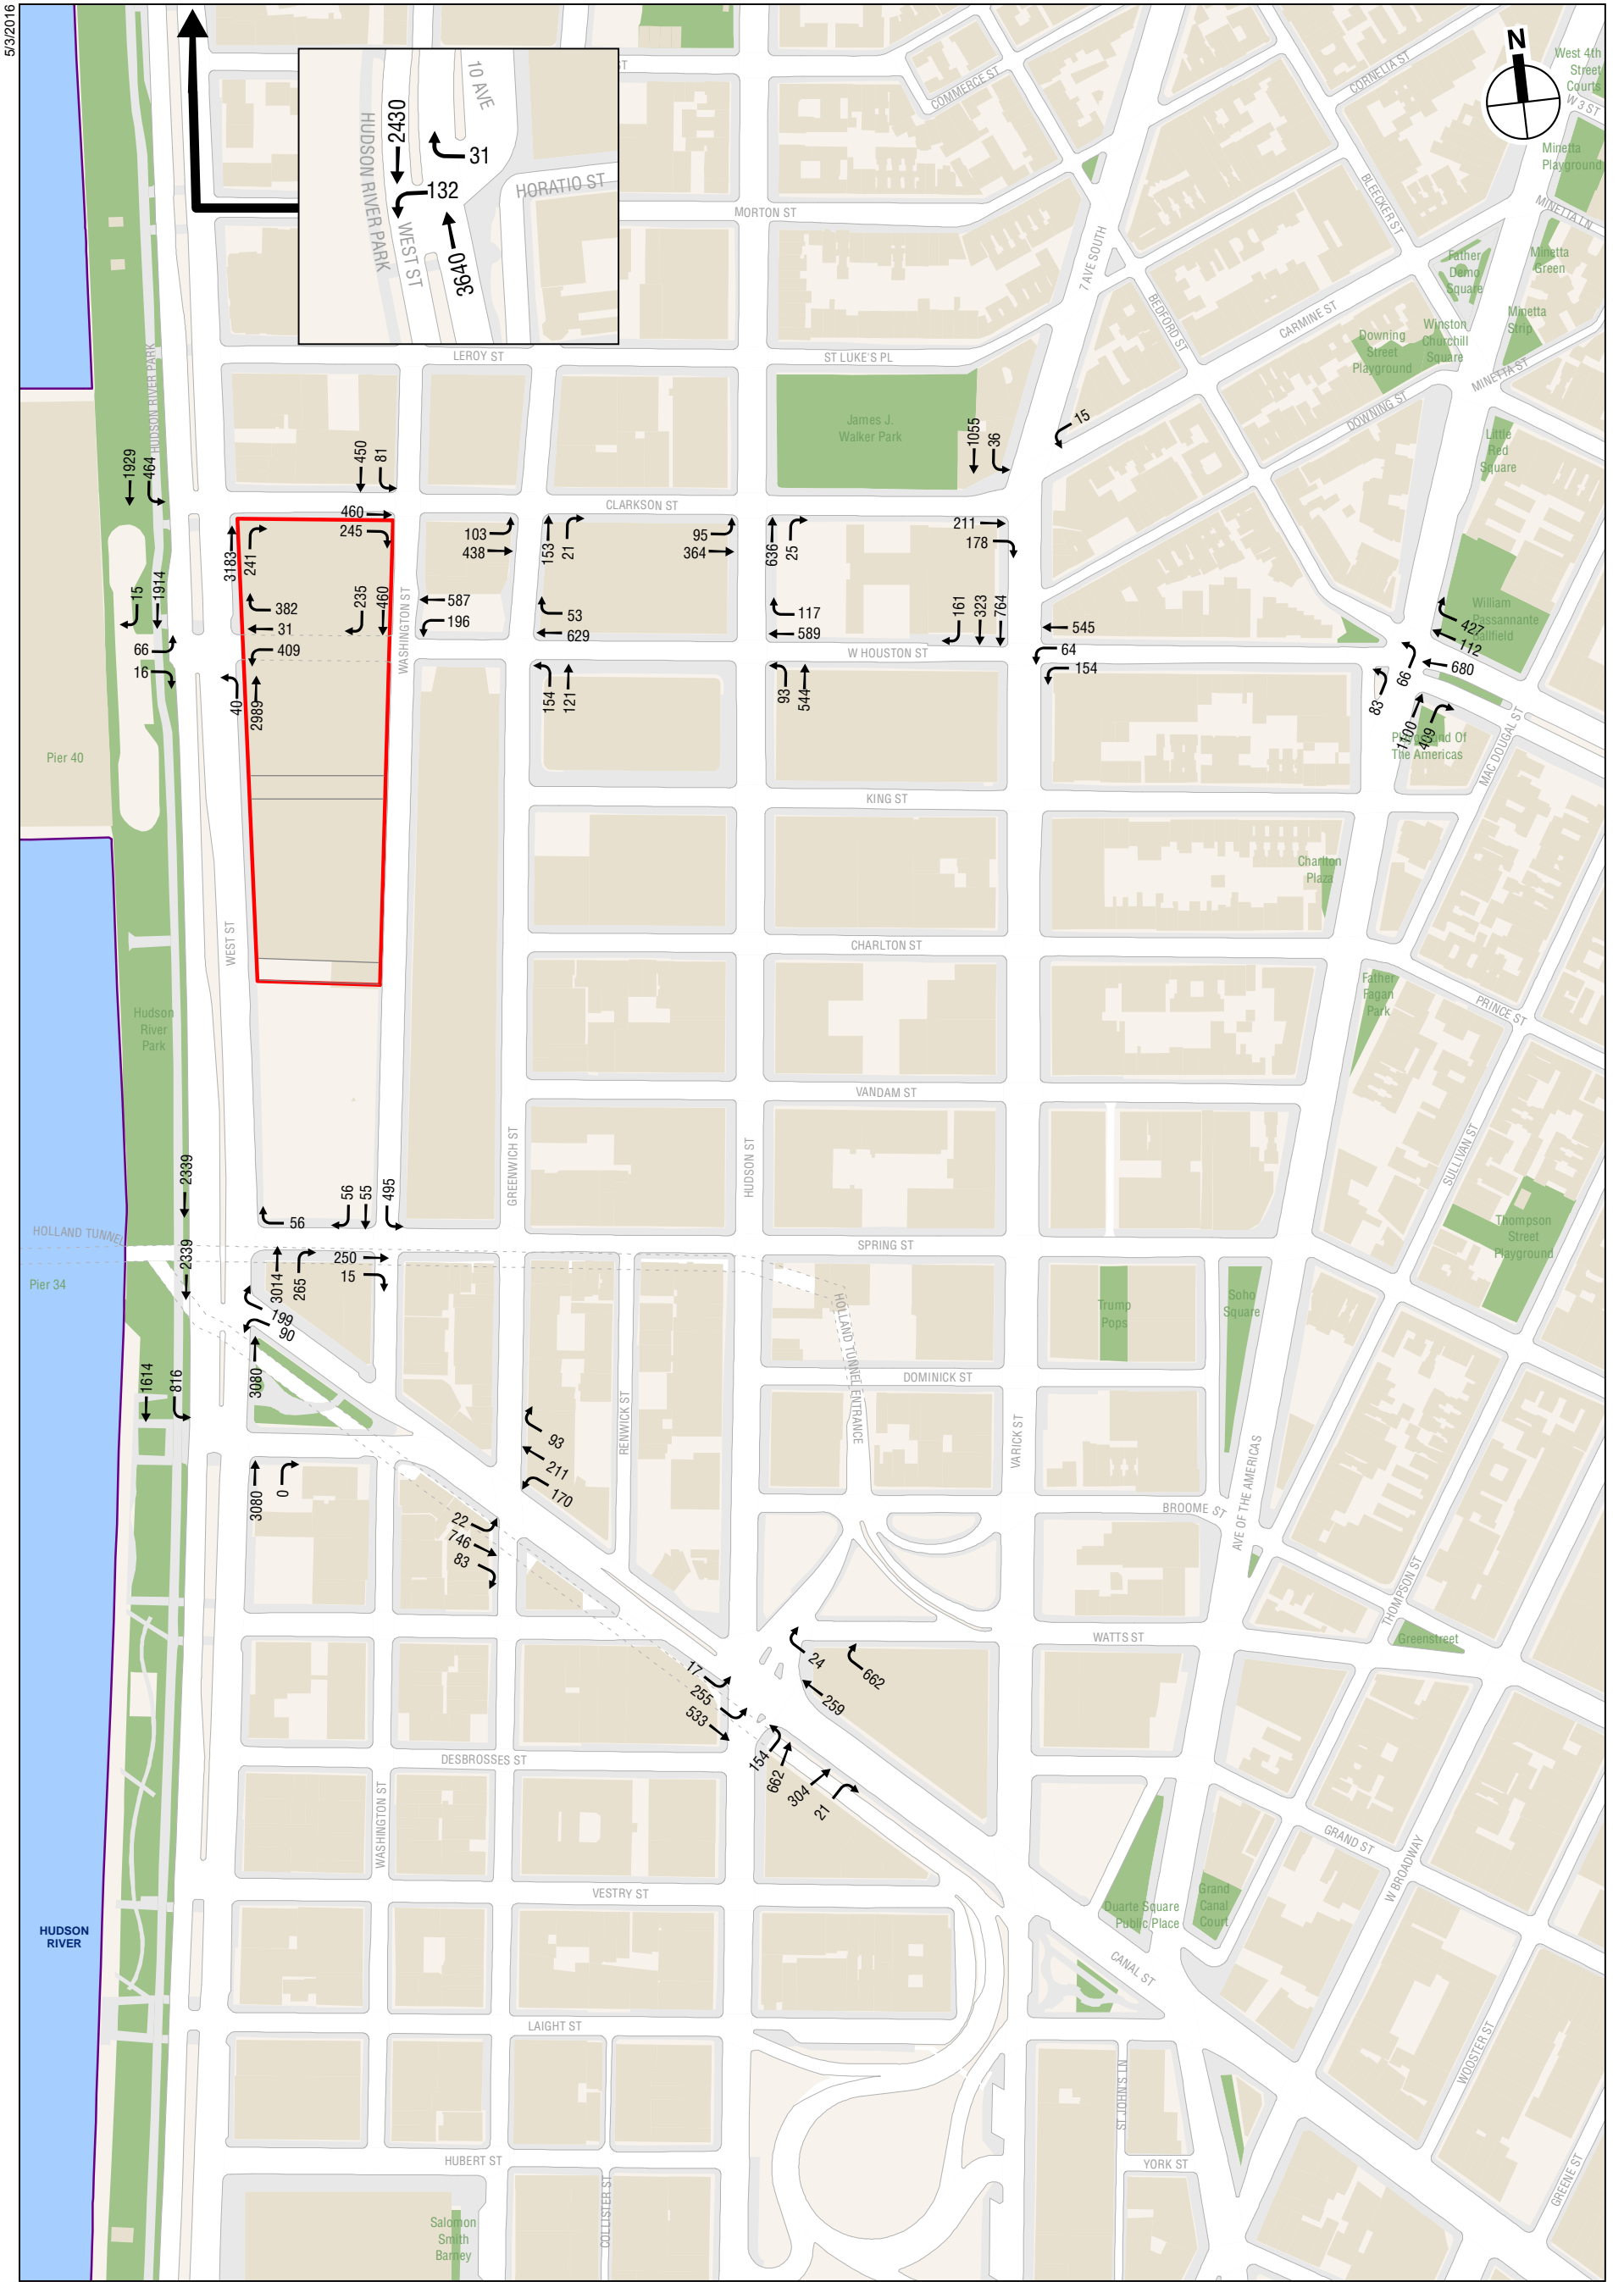 5/3/2016
N
10 AVE
2430
31
132
HORATIO ST
HUDSON RIVER PARK
WEST ST
3640
ST
COMMERCE ST
CORNELIA ST
West 4th
Street
Courts
W 3 ST
Minetta
Playground
BLEECKER ST
MINETTA LN
MORTON ST
7 AVE SOUTH
Father
Demo
Square
Minetta
Green
BEDFORD ST
CARMINE ST
Minetta
Strip
Downing
Street
Playground
Winston
Churchill
Square
HUDSON RIVER PARK
LEROY ST
ST LUKE'S PL
MINETTA ST
DOWNING ST
James J.
Walker Park
1055
36
15
Little
Red
Square
1929
464
450
81
CLARKSON ST
460
245
3183
241
103
438
153
21
95
364
636
25
211
178
15
1914
382
31
409
235
460
WASHINGTON ST
587
196
53
629
117
589
161
323
764
545
64
154
William
Passannante
Ballfield
427
112
680
66
83
66
16
40
2989
154
121
93
544
W HOUSTON ST
1100
409
Playground Of
The Americas
MAC DOUGAL ST
Pier 40
KING ST
Charlton
Plaza
WEST ST
CHARLTON ST
Father
Fagan
Park
PRINCE ST
Hudson
River
Park
VANDAM ST
GREENWICH ST
HUDSON ST
SULLIVAN ST
2339
56
56
55
495
Thompson
Street
Playground
HOLLAND TUNNEL
2339
SPRING ST
Pier 34
3014
265
250
15
199
90
HOLLAND TUNNEL ENTRANCE
Trump
Pops
Soho
Square
1614
816
3080
DOMINICK ST
RENWICK ST
VARICK ST
AVE OF THE AMERICAS
93
211
170
3080
0
22
746
83
BROOME ST
THOMPSON ST
WATTS ST
Greenstreet
17
255
533
24
662
259
154
662
304
21
DESBROSSES ST
WASHINGTON ST
GRAND ST
W BROADWAY
VESTRY ST
Duarte Square
Public Place
Grand
Canal
Court
HUDSON
RIVER
CANAL ST
LAIGHT ST
WOOSTER ST
ST JOHN'S LN
HUBERT ST
YORK ST
COLLISTER ST
GREENE ST
Salomon
Smith
Barney